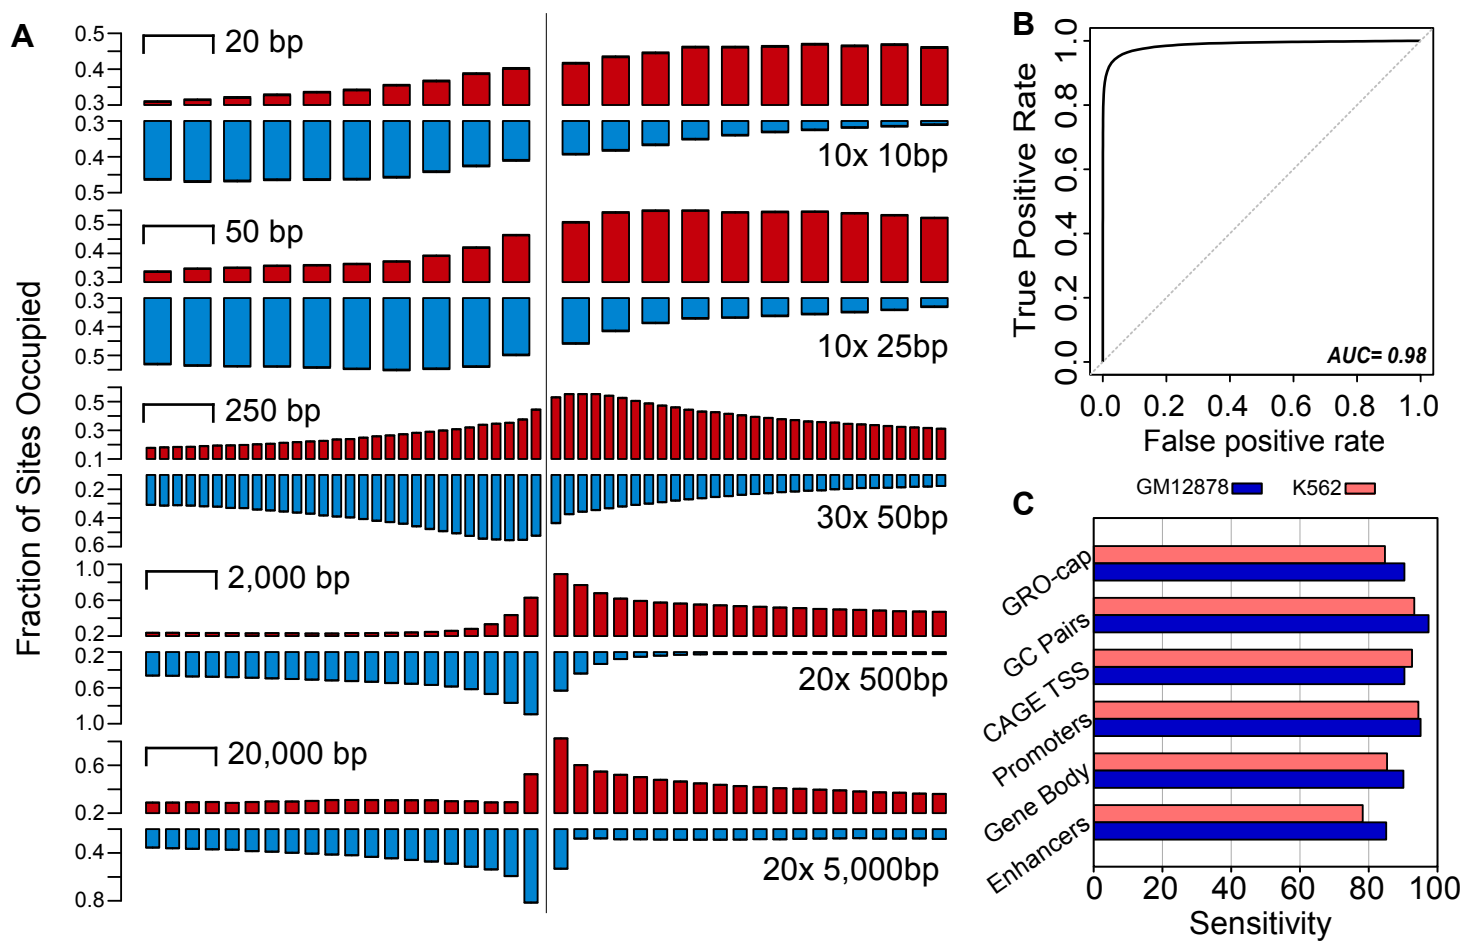 A
Fraction of Sites Occupied
0.5
0.4
0.3
0.3
0.4
0.5
20 bp
10x 10bp
0.5
0.4
0.3
0.3
0.4
0.5
50 bp
10x 25bp
0.5
0.3
0.1
0.2
0.4
0.6
250 bp
30x 50bp
1.0
0.6
0.2
0.2
0.6
1.0
2,000 bp
20x 500bp
0.6
0.2
0.4
0.8
20,000 bp
20x 5,000bp
B
True Positive Rate
1.0
0.8
0.6
0.4
0.2
0.0
AUC= 0.98
0.0 0.2 0.4 0.6 0.8 1.0
False positive rate
GM12878 K562
C
GRO-cap
GC Pairs
CAGE TSS
Promoters
Gene Body
Enhancers
0 20 40 60 80 100
Sensitivity